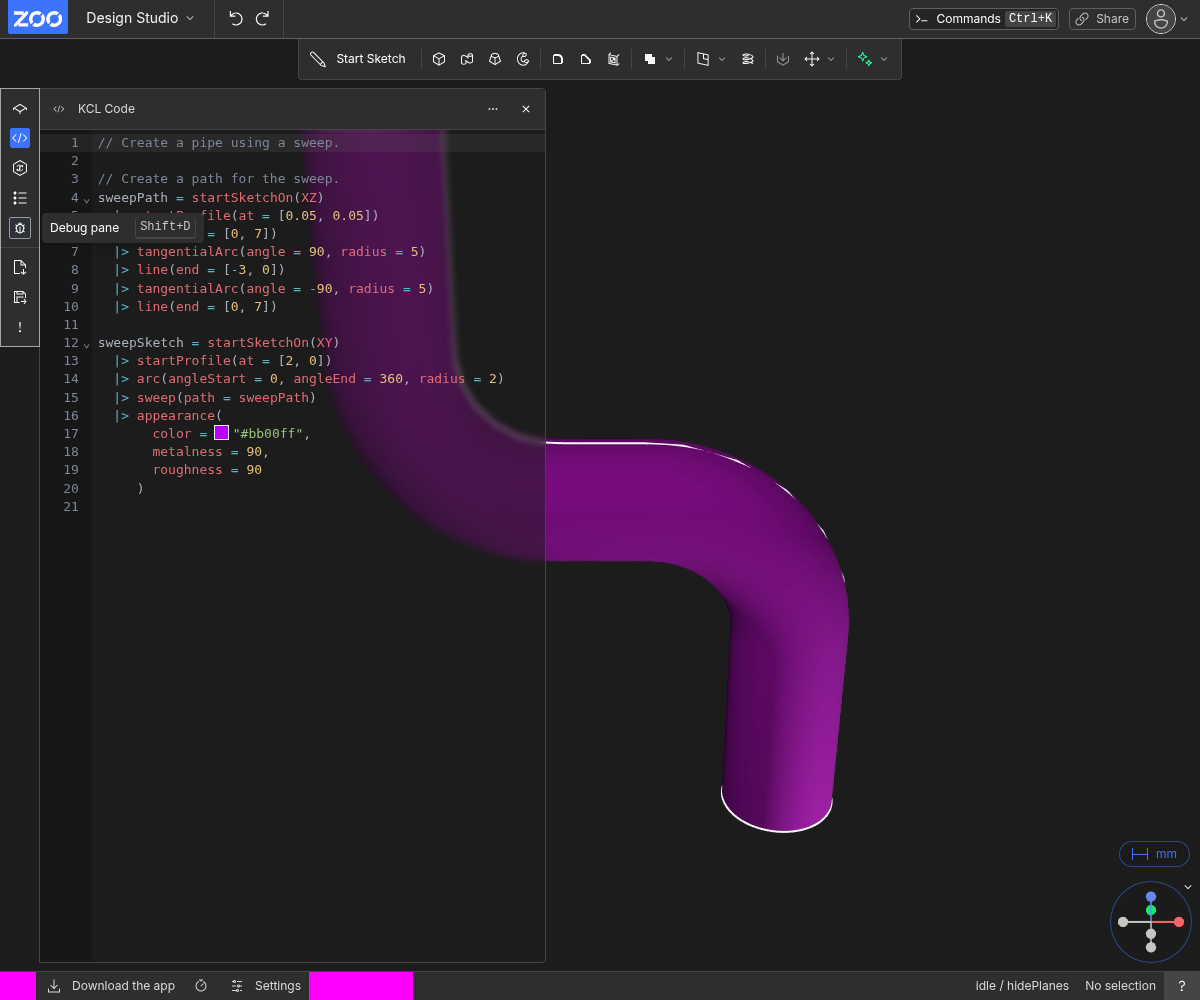 ZOO
Design Studio
Commands Ctrl+K
Share
Start Sketch
KCL Code
1 // Create a pipe using a sweep.
2
3 // Create a path for the sweep.
4 sweepPath = startSketchOn(XZ)
file(at = [0.05, 0.05])
= [0, 7])
Debug pane Shift+D
7 |> tangentialArc(angle = 90, radius = 5)
8 |> line(end = [-3, 0])
9 |> tangentialArc(angle = -90, radius = 5)
10 |> line(end = [0, 7])
11
12 sweepSketch = startSketchOn(XY)
13 |> startProfile(at = [2, 0])
14 |> arc(angleStart = 0, angleEnd = 360, radius = 2)
15 |> sweep(path = sweepPath)
16 |> appearance(
17 color = "#bb00ff",
18 metalness = 90,
19 roughness = 90
20 )
21
mm
Download the app
Settings
idle / hidePlanes
No selection
?